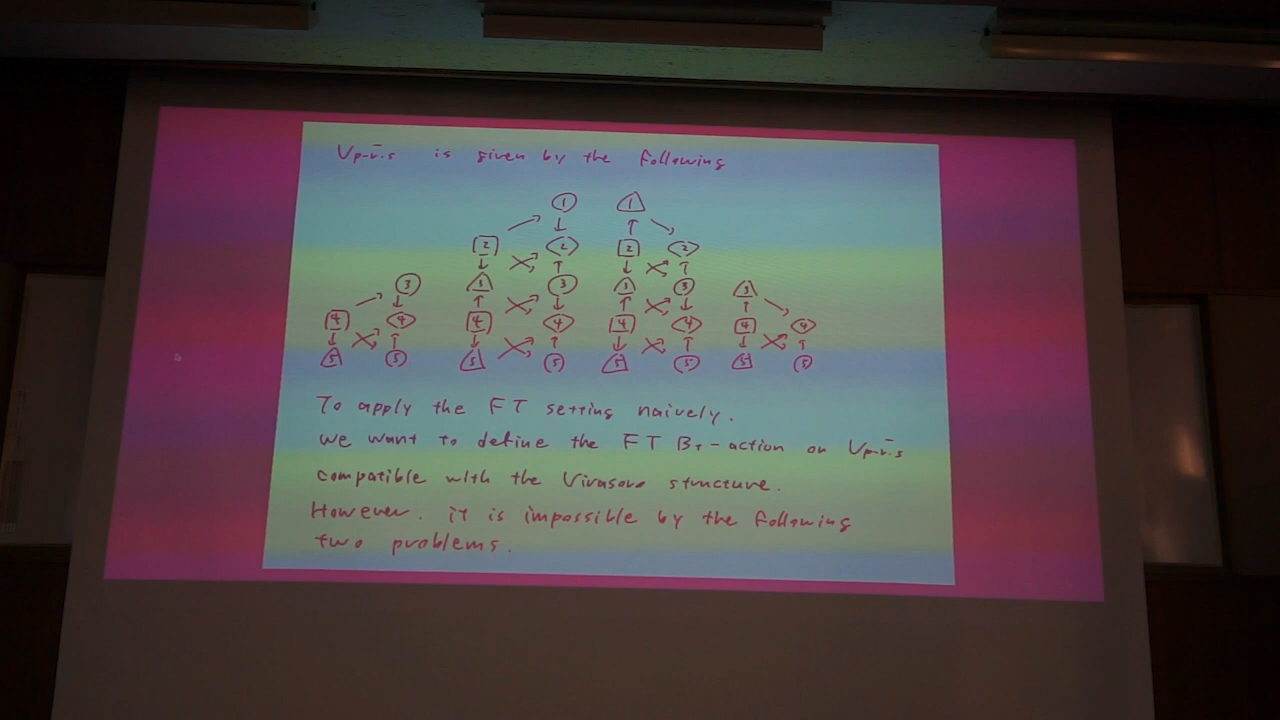 Vp-r̄.s is given by the following
1 1
2 2 2 2
3 3 3 3 3 3
4 4 4 4 4 4 4 4
5 5 5 5 5 5 5 5
To apply the FT setting naively.
we want to define the FT B₊-action on Vp-r̄.s
compatible with the Virasoro structure.
However. it is impossible by the following
two problems.